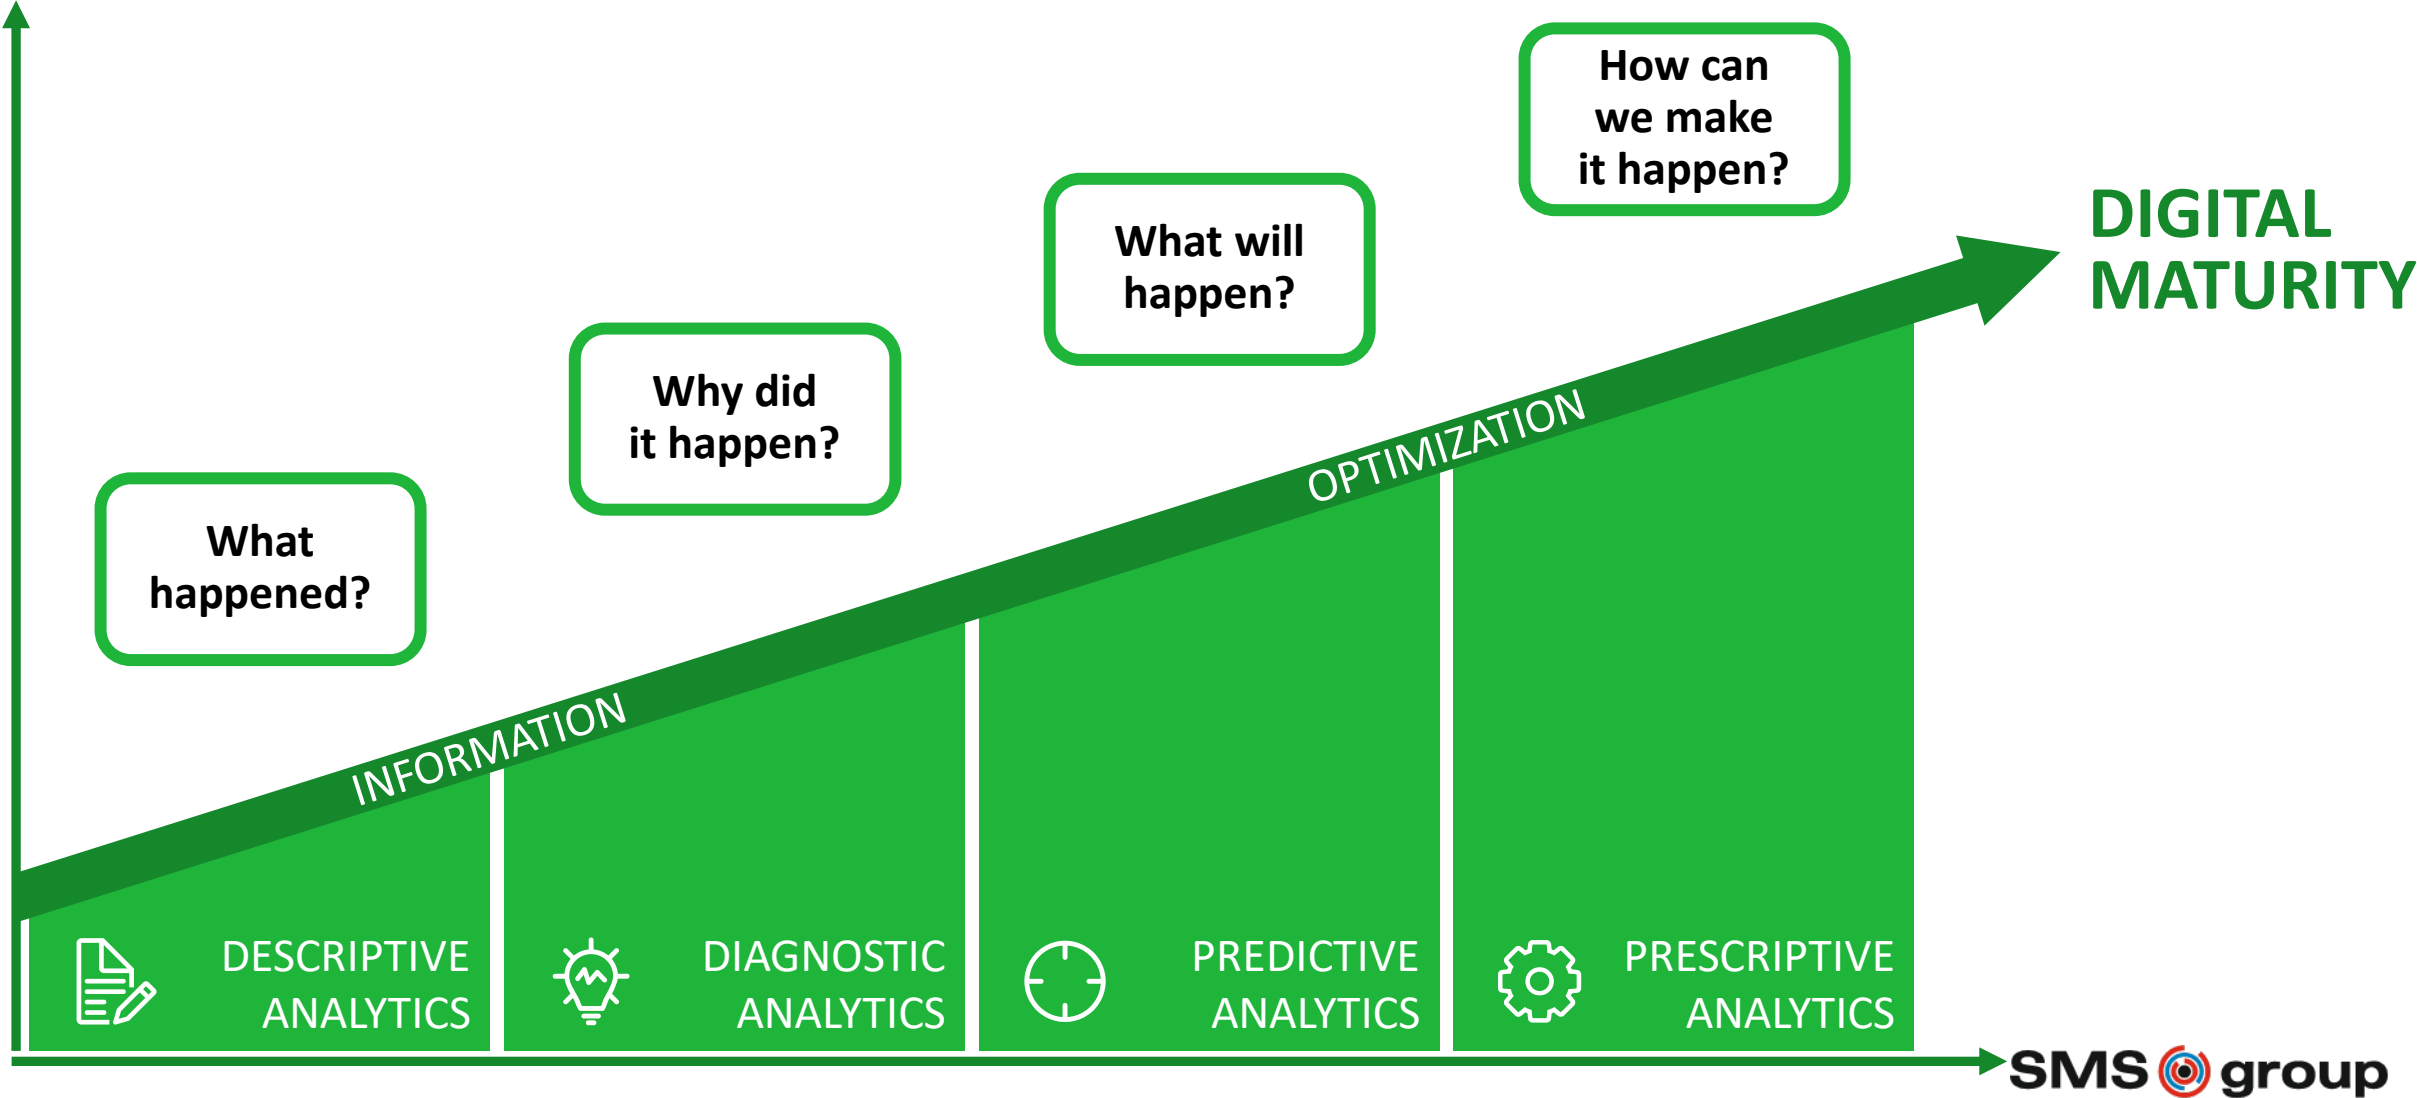 What
happened?
Why did
it happen?
What will
happen?
How can
we make
it happen?
DIGITAL
MATURITY
INFORMATION
OPTIMIZATION
DESCRIPTIVE
ANALYTICS
DIAGNOSTIC
ANALYTICS
PREDICTIVE
ANALYTICS
PRESCRIPTIVE
ANALYTICS
SMS group